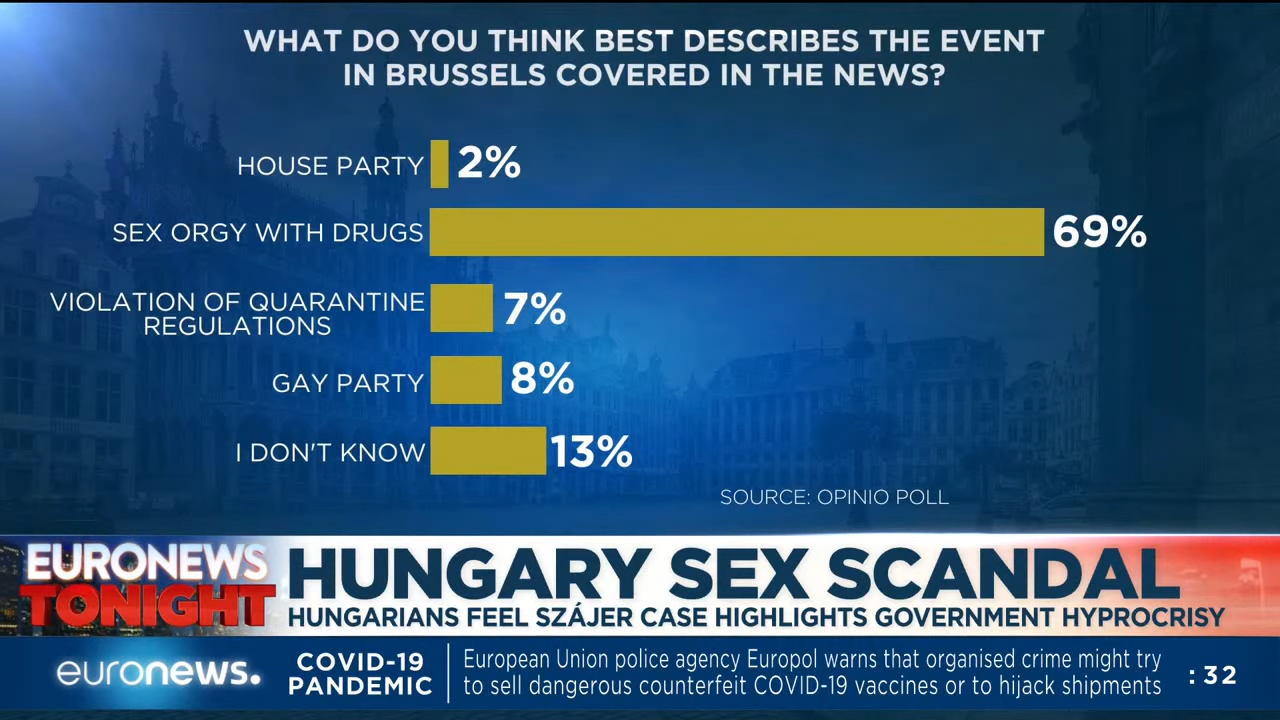 WHAT DO YOU THINK BEST DESCRIBES THE EVENT
IN BRUSSELS COVERED IN THE NEWS?
HOUSE PARTY 2%
SEX ORGY WITH DRUGS 69%
VIOLATION OF QUARANTINE
REGULATIONS 7%
GAY PARTY 8%
I DON'T KNOW 13%
SOURCE: OPINIO POLL
EURONEWS
TONIGHT
HUNGARY SEX SCANDAL
HUNGARIANS FEEL SZÁJER CASE HIGHLIGHTS GOVERNMENT HYPROCRISY
euronews.
COVID-19
PANDEMIC
European Union police agency Europol warns that organised crime might try
to sell dangerous counterfeit COVID-19 vaccines or to hijack shipments
:32